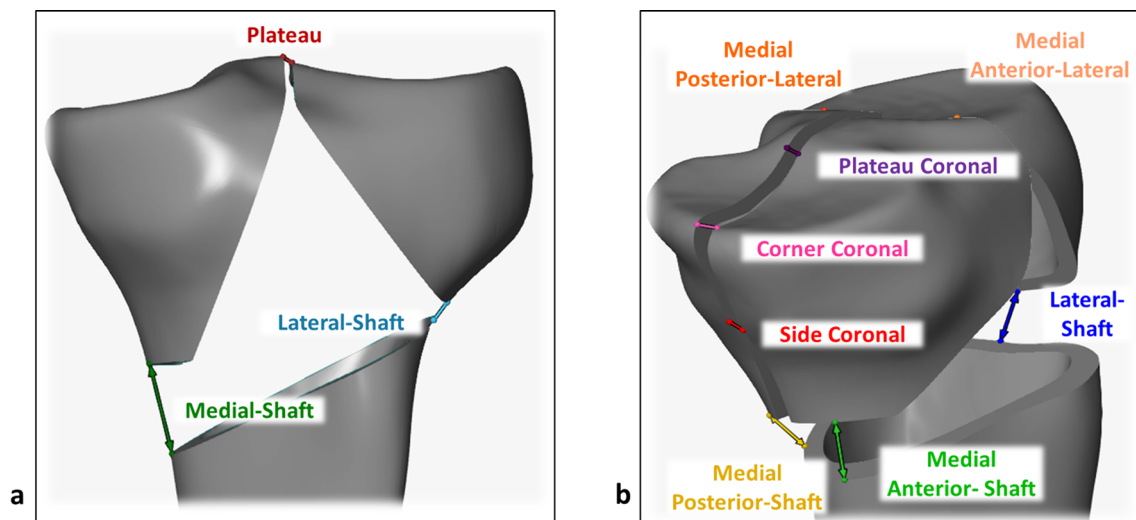 Plateau
Lateral-Shaft
Medial-Shaft
a
Medial
Posterior-Lateral
Medial
Anterior-Lateral
Plateau Coronal
Corner Coronal
Lateral-
Shaft
Side Coronal
Medial
Posterior-Shaft
Medial
Anterior- Shaft
b